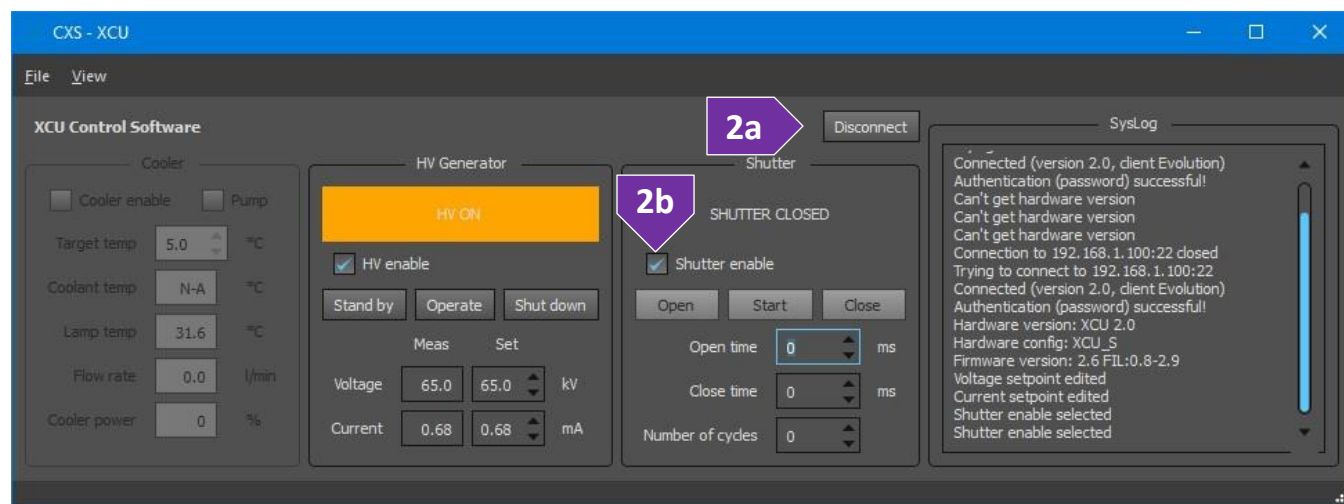 CXS - XCU
File View
XCU Control Software
2a
Disconnect
Cooler
Cooler enable Pump
Target temp 5.0 °C
Coolant temp N-A °C
Lamp temp 31.6 °C
Flow rate 0.0 l/min
Cooler power 0 %
HV Generator
HV ON
HV enable
Stand by Operate Shut down
Meas Set
Voltage 65.0 65.0 kV
Current 0.68 0.68 mA
Shutter
2b
SHUTTER CLOSED
Shutter enable
Open Start Close
Open time 0 ms
Close time 0 ms
Number of cycles 0
SysLog
Connected (version 2.0, client Evolution)
Authentication (password) successful!
Can't get hardware version
Can't get hardware version
Can't get hardware version
Connection to 192.168.1.100:22 closed
Trying to connect to 192.168.1.100:22
Connected (version 2.0, client Evolution)
Authentication (password) successful!
Hardware version: XCU 2.0
Hardware config: XCU_S
Firmware version: 2.6 FIL:0.8-2.9
Voltage setpoint edited
Current setpoint edited
Shutter enable selected
Shutter enable selected